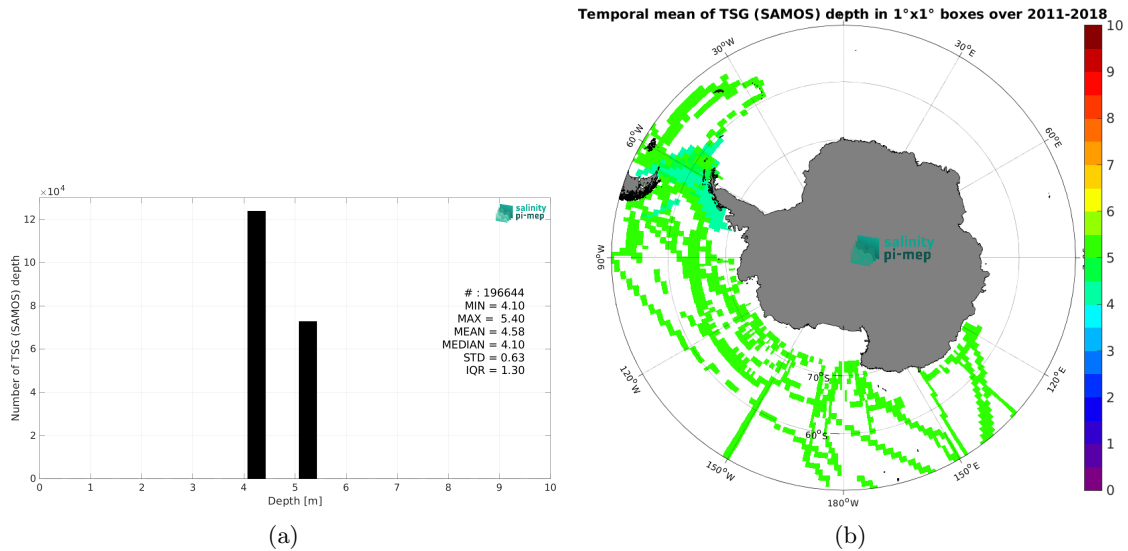 ×10⁴
12
10
8
6
4
2
0
Number of TSG (SAMOS) depth
0 1 2 3 4 5 6 7 8 9 10
Depth [m]
salinity
pi-mep
# : 196644
MIN = 4.10
MAX = 5.40
MEAN = 4.58
MEDIAN = 4.10
STD = 0.63
IQR = 1.30
(a)
Temporal mean of TSG (SAMOS) depth in 1°x1° boxes over 2011-2018
30°W
30°E
60°W
60°E
90°W
salinity
pi-mep
120°W
120°E
70°S
60°S
150°W
150°E
180°W
10
9
8
7
6
5
4
3
2
1
0
(b)